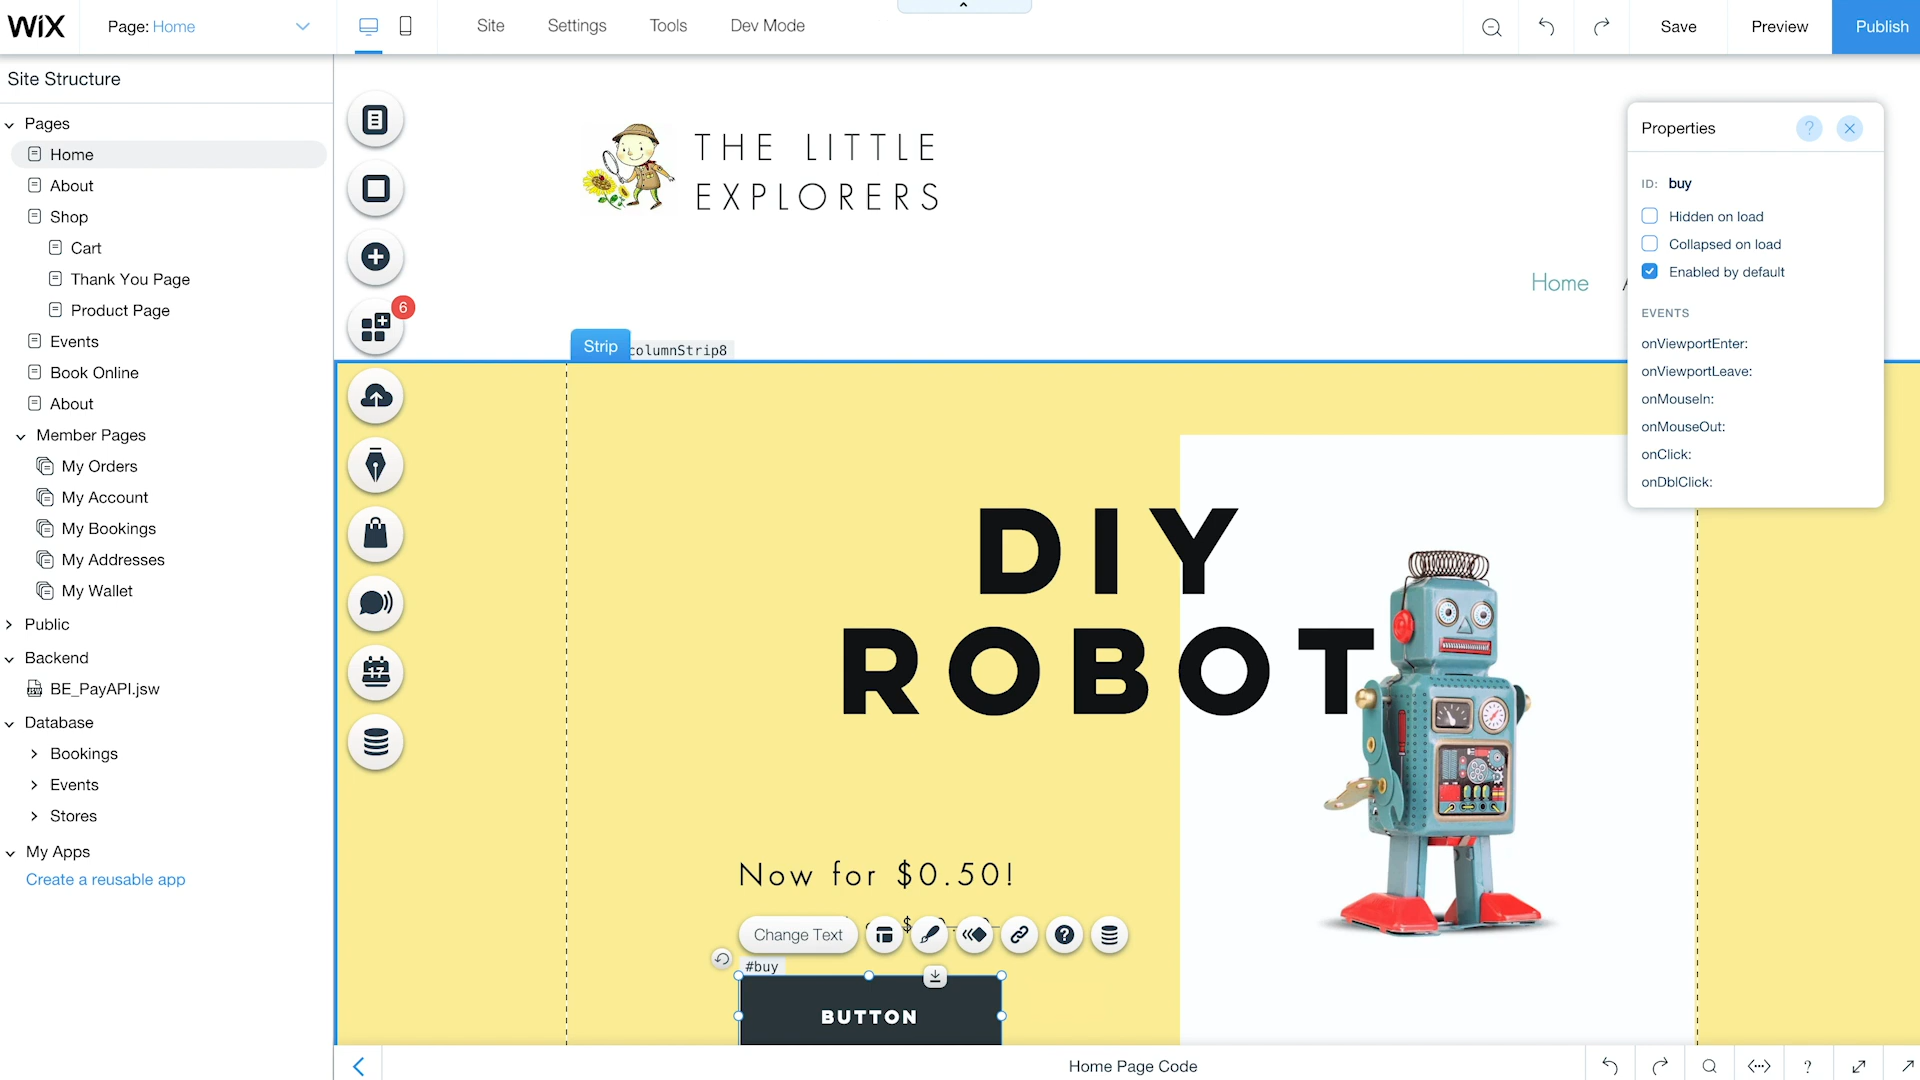 WiX
Page: Home
Site
Settings
Tools
Dev Mode
Save
Preview
Publish
Site Structure
Pages
Home
About
Shop
Cart
Thank You Page
Product Page
Events
Book Online
About
Member Pages
My Orders
My Account
My Bookings
My Addresses
My Wallet
Public
Backend
BE_PayAPI.jsw
Database
Bookings
Events
Stores
My Apps
Create a reusable app
6
17
THE LITTLE
EXPLORERS
Home
Strip
columnStrip8
DIY
ROBOT
Now for $0.50!
Change Text
#buy
BUTTON
Properties
?
ID: buy
Hidden on load
Collapsed on load
Enabled by default
EVENTS
onViewportEnter:
onViewportLeave:
onMouseIn:
onMouseOut:
onClick:
onDblClick:
Home Page Code
?